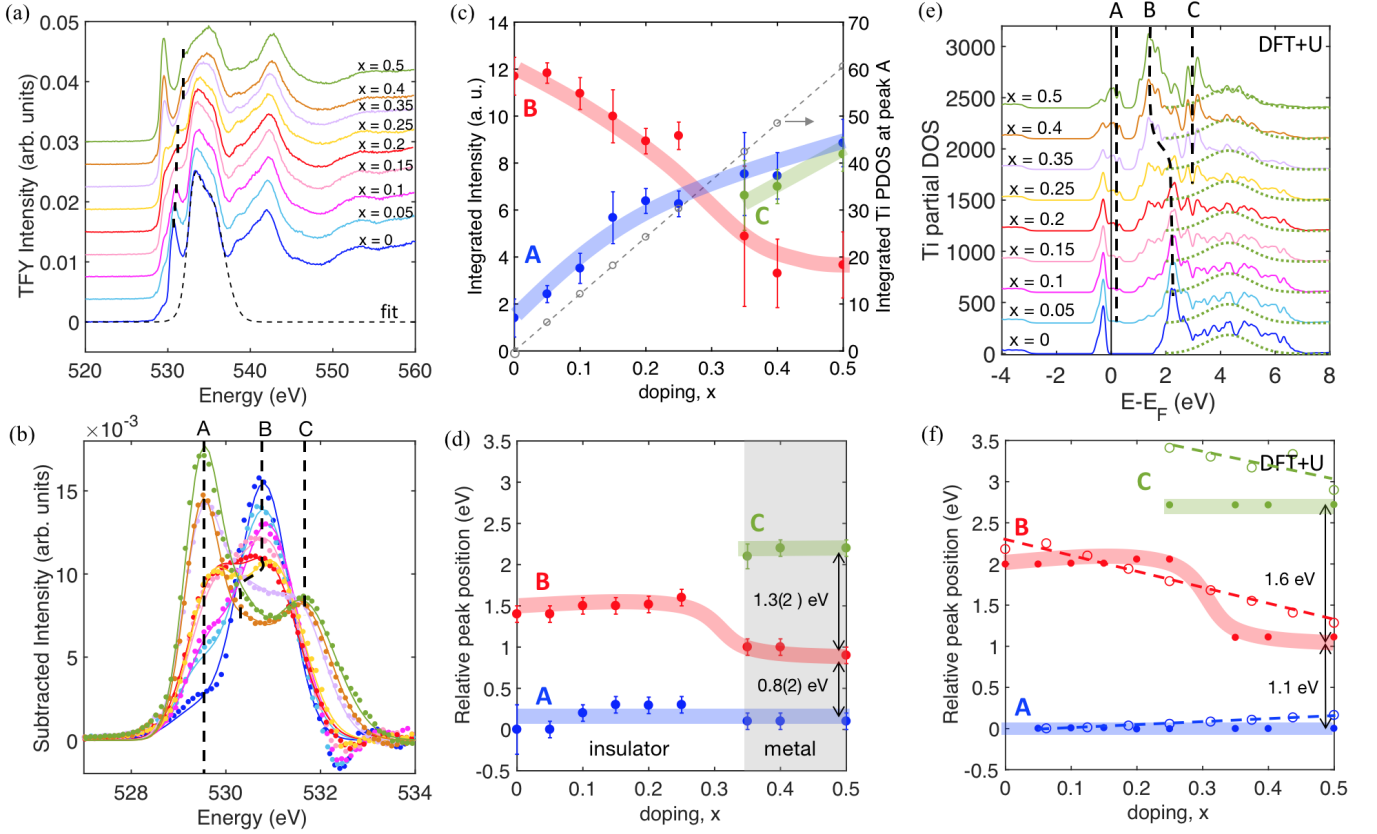 (a)
TFY Intensity (arb. units)
0.05
0.04
0.03
0.02
0.01
0
x = 0.5
x = 0.4
x = 0.35
x = 0.25
x = 0.2
x = 0.15
x = 0.1
x = 0.05
x = 0
fit
520 530 540 550 560
Energy (eV)
(b)
×10⁻³
A B C
Subtracted Intensity (arb. units)
15
10
5
0
528 530 532 534
Energy (eV)
(c)
Integrated Intensity (a. u.)
14
12
10
8
6
4
2
0
B
A
C
70
60
50
40
30
20
10
0
Integrated Ti PDOS at peak A
0 0.1 0.2 0.3 0.4 0.5
doping, x
(d)
Relative peak position (eV)
3.5
3
2.5
2
1.5
1
0.5
0
-0.5
C
B
A
1.3(2 ) eV
0.8(2) eV
insulator metal
0 0.1 0.2 0.3 0.4 0.5
doping, x
(e)
A B C
DFT+U
Ti partial DOS
3000
2500
2000
1500
1000
500
0
x = 0.5
x = 0.4
x = 0.35
x = 0.25
x = 0.2
x = 0.15
x = 0.1
x = 0.05
x = 0
-4 -2 0 2 4 6 8
E-E_F (eV)
(f)
DFT+U
Relative peak position (eV)
3.5
3
2.5
2
1.5
1
0.5
0
-0.5
C
B
A
1.6 eV
1.1 eV
0 0.1 0.2 0.3 0.4 0.5
doping, x